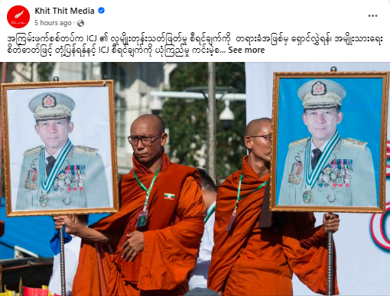 Khit Thit Media
5 hours ago
အကြမ်းဖက်စစ်တပ်က ICJ ၏ လူမျိုးတုန်းသတ်ဖြတ်မှု စီရင်ချက်ကို တရားခံအဖြစ်မှ ရှောင်လွှဲရန်၊ အမျိုးသားရေး
စိတ်ဓာတ်ဖြင့် တုံ့ပြန်ရန်နှင့် ICJ စီရင်ချက်ကို ယုံကြည်မှု ကင်းမဲ့စ... See more